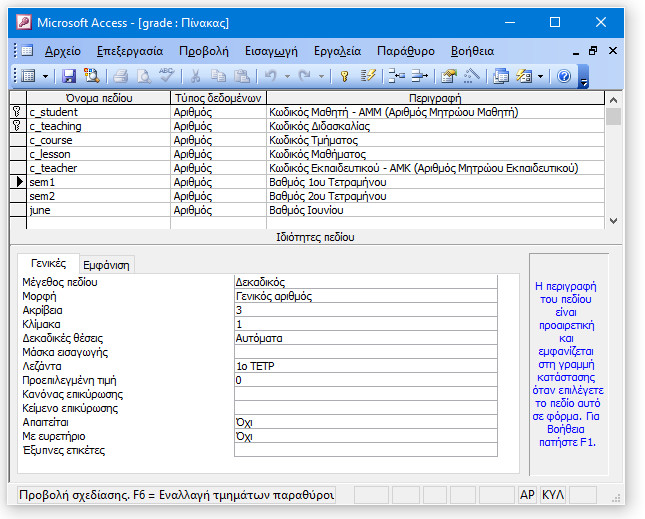 Microsoft Access - [grade : Πίνακας]
Αρχείο Επεξεργασία Προβολή Εισαγωγή Εργαλεία Παράθυρο Βοήθεια
Όνομα πεδίου Τύπος δεδομένων Περιγραφή
c_student Αριθμός Κωδικός Μαθητή - ΑΜΜ (Αριθμός Μητρώου Μαθητή)
c_teaching Αριθμός Κωδικός Διδασκαλίας
c_course Αριθμός Κωδικός Τμήματος
c_lesson Αριθμός Κωδικός Μαθήματος
c_teacher Αριθμός Κωδικός Εκπαιδευτικού - ΑΜΚ (Αριθμός Μητρώου Εκπαιδευτικού)
sem1 Αριθμός Βαθμός 1ου Τετραμήνου
sem2 Αριθμός Βαθμός 2ου Τετραμήνου
june Αριθμός Βαθμός Ιουνίου
Ιδιότητες πεδίου
Γενικές Εμφάνιση
Μέγεθος πεδίου Δεκαδικός
Μορφή Γενικός αριθμός
Ακρίβεια 3
Κλίμακα 1
Δεκαδικές θέσεις Αυτόματα
Μάσκα εισαγωγής
Λεζάντα 1ο ΤΕΤΡ
Προεπιλεγμένη τιμή 0
Κανόνας επικύρωσης
Κείμενο επικύρωσης
Απαιτείται Όχι
Με ευρετήριο Όχι
Έξυπνες ετικέτες
Η περιγραφή
του πεδίου
είναι
προαιρετική
και
εμφανίζεται
στη γραμμή
κατάστασης
όταν επιλέγετε
το πεδίο αυτό
σε φόρμα. Για
Βοήθεια
πατήστε F1.
Προβολή σχεδίασης. F6 = Εναλλαγή τμημάτων παραθύρου ΑΡ ΚΥΛ